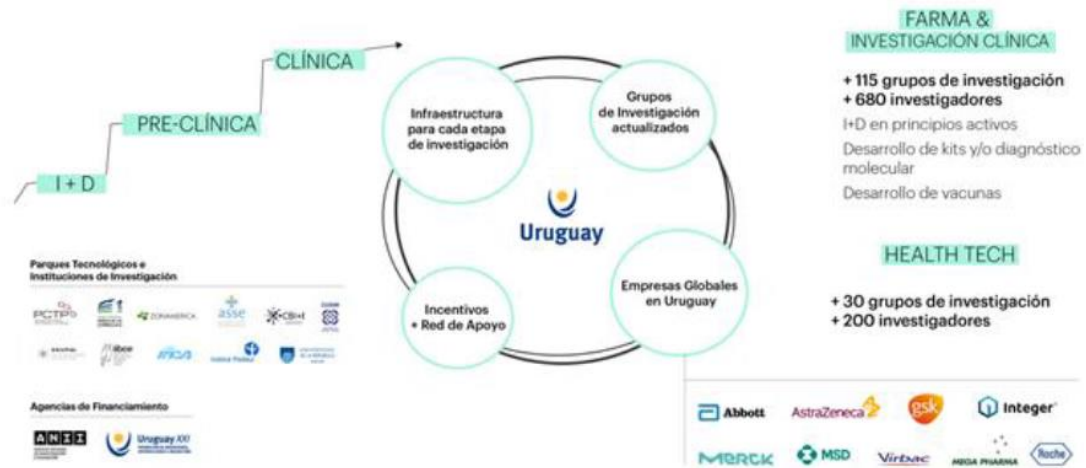 CLÍNICA
PRE-CLÍNICA
I + D
Infraestructura
para cada etapa
de investigación
Grupos
de Investigación
actualizados
Uruguay
Incentivos
+ Red de Apoyo
Empresas Globales
en Uruguay
FARMA &
INVESTIGACIÓN CLÍNICA
+ 115 grupos de investigación
+ 680 investigadores
I+D en principios activos
Desarrollo de kits y/o diagnóstico
molecular
Desarrollo de vacunas
HEALTH TECH
+ 30 grupos de investigación
+ 200 investigadores
Parques Tecnológicos e
Instituciones de Investigación
PCTP
ZONAMERICA
asse
CBI+I
iibce
Institut Pasteur
Agencias de Financiamiento
ANII
Uruguay XXI
Abbott
AstraZeneca
gsk
Integer
MERCK
MSD
Virbac
MEGA PHARMA
Roche